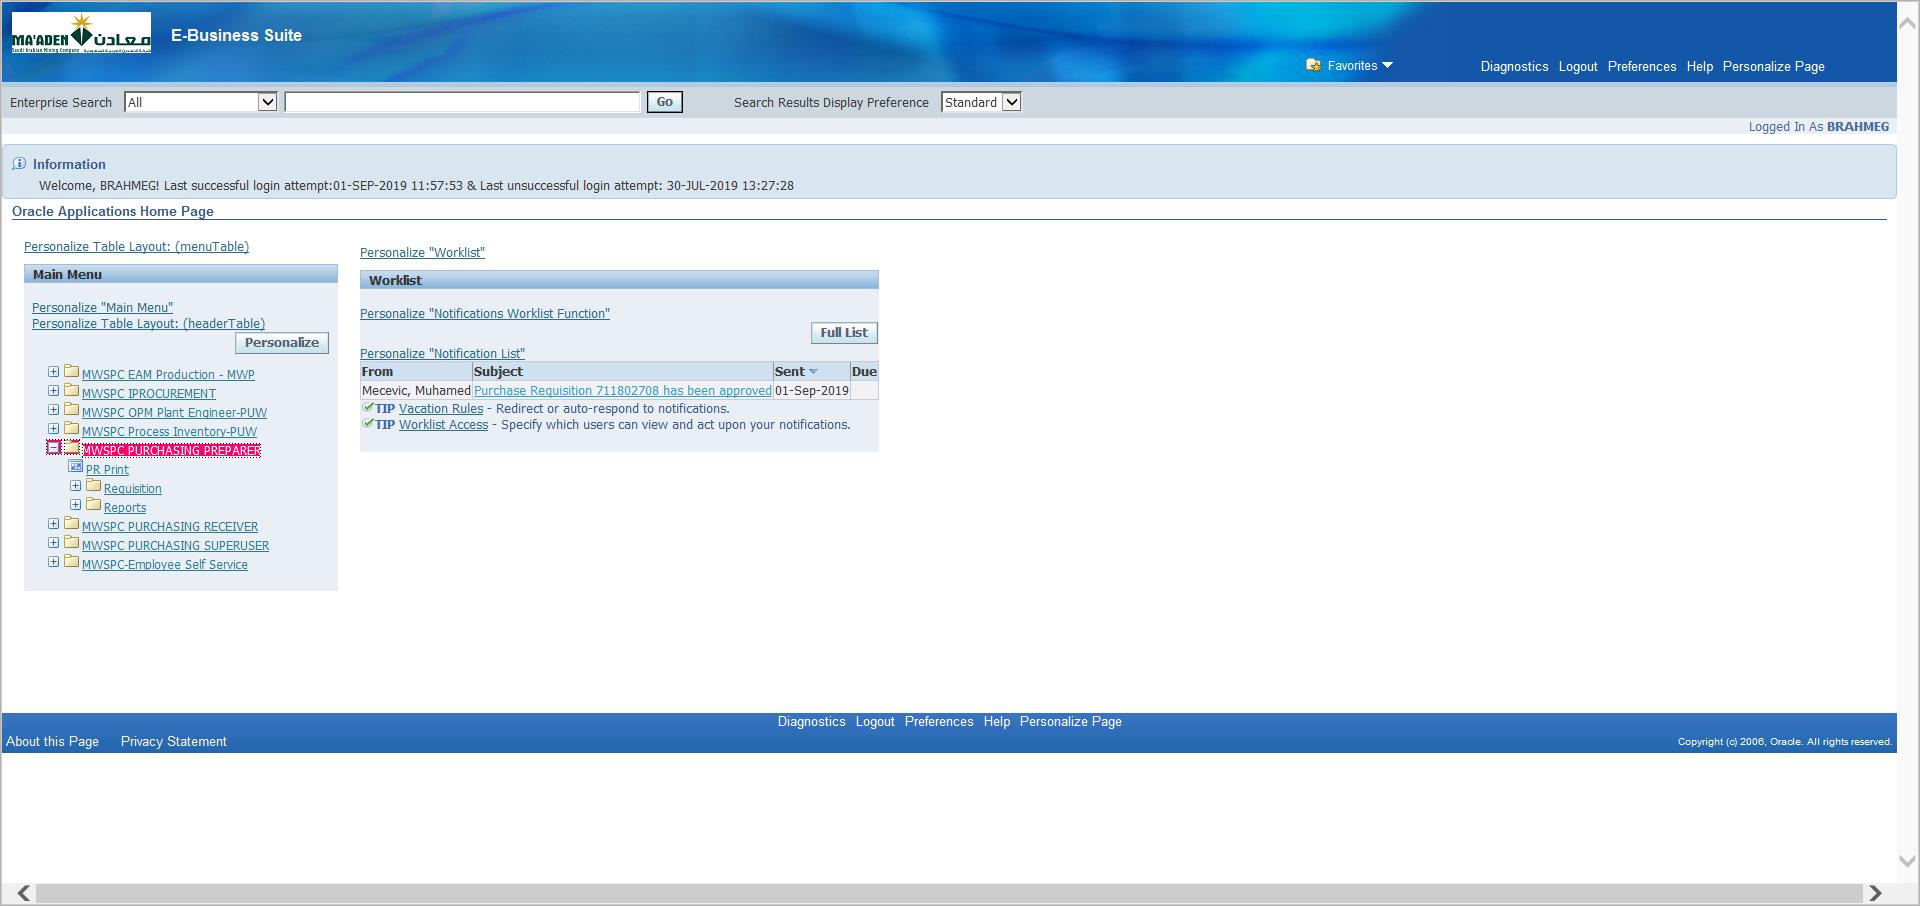 MA'ADEN معادن
Saudi Arabian Mining Company
E-Business Suite
Favorites
Diagnostics Logout Preferences Help Personalize Page
Enterprise Search All Go Search Results Display Preference Standard
Logged In As BRAHMEG
Information
Welcome, BRAHMEG! Last successful login attempt:01-SEP-2019 11:57:53 & Last unsuccessful login attempt: 30-JUL-2019 13:27:28
Oracle Applications Home Page
Personalize Table Layout: (menuTable)
Main Menu
Personalize "Main Menu"
Personalize Table Layout: (headerTable)
Personalize
MWSPC EAM Production - MWP
MWSPC IPROCUREMENT
MWSPC OPM Plant Engineer-PUW
MWSPC Process Inventory-PUW
MWSPC PURCHASING PREPARER
PR Print
Requisition
Reports
MWSPC PURCHASING RECEIVER
MWSPC PURCHASING SUPERUSER
MWSPC-Employee Self Service
Personalize "Worklist"
Worklist
Personalize "Notifications Worklist Function"
Full List
Personalize "Notification List"
From Subject Sent Due
Mecevic, Muhamed Purchase Requisition 711802708 has been approved 01-Sep-2019
TIP Vacation Rules - Redirect or auto-respond to notifications.
TIP Worklist Access - Specify which users can view and act upon your notifications.
Diagnostics Logout Preferences Help Personalize Page
About this Page Privacy Statement
Copyright (c) 2006, Oracle. All rights reserved.